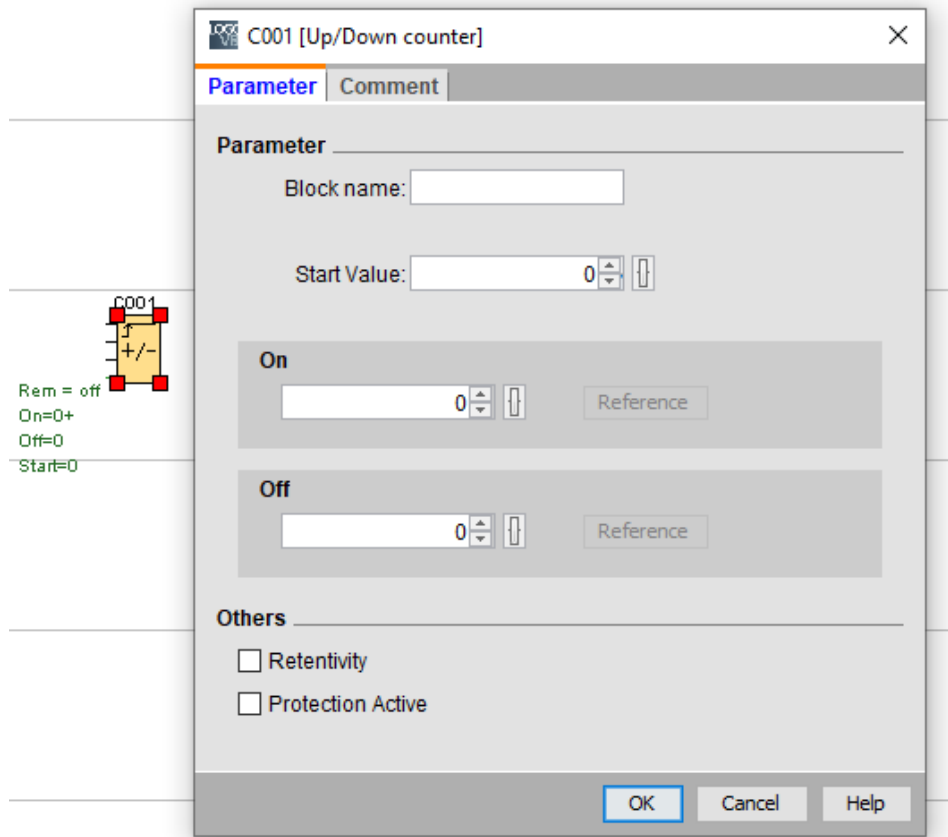 C001 [Up/Down counter]
Parameter Comment
Parameter
Block name:
Start Value: 0
C001
+/-
Rem = off
On=0+
Off=0
Start=0
On
0 Reference
Off
0 Reference
Others
Retentivity
Protection Active
OK Cancel Help